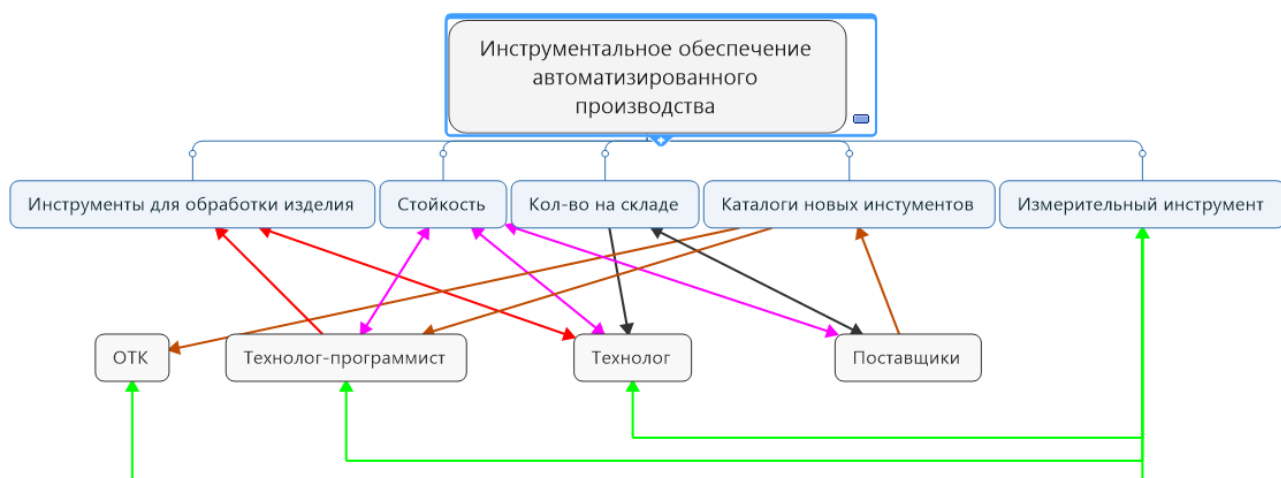 Инструментальное обеспечение
автоматизированного
производства
Инструменты для обработки изделия
Стойкость
Кол-во на складе
Каталоги новых инстументов
Измерительный инструмент
ОТК
Технолог-программист
Технолог
Поставщики